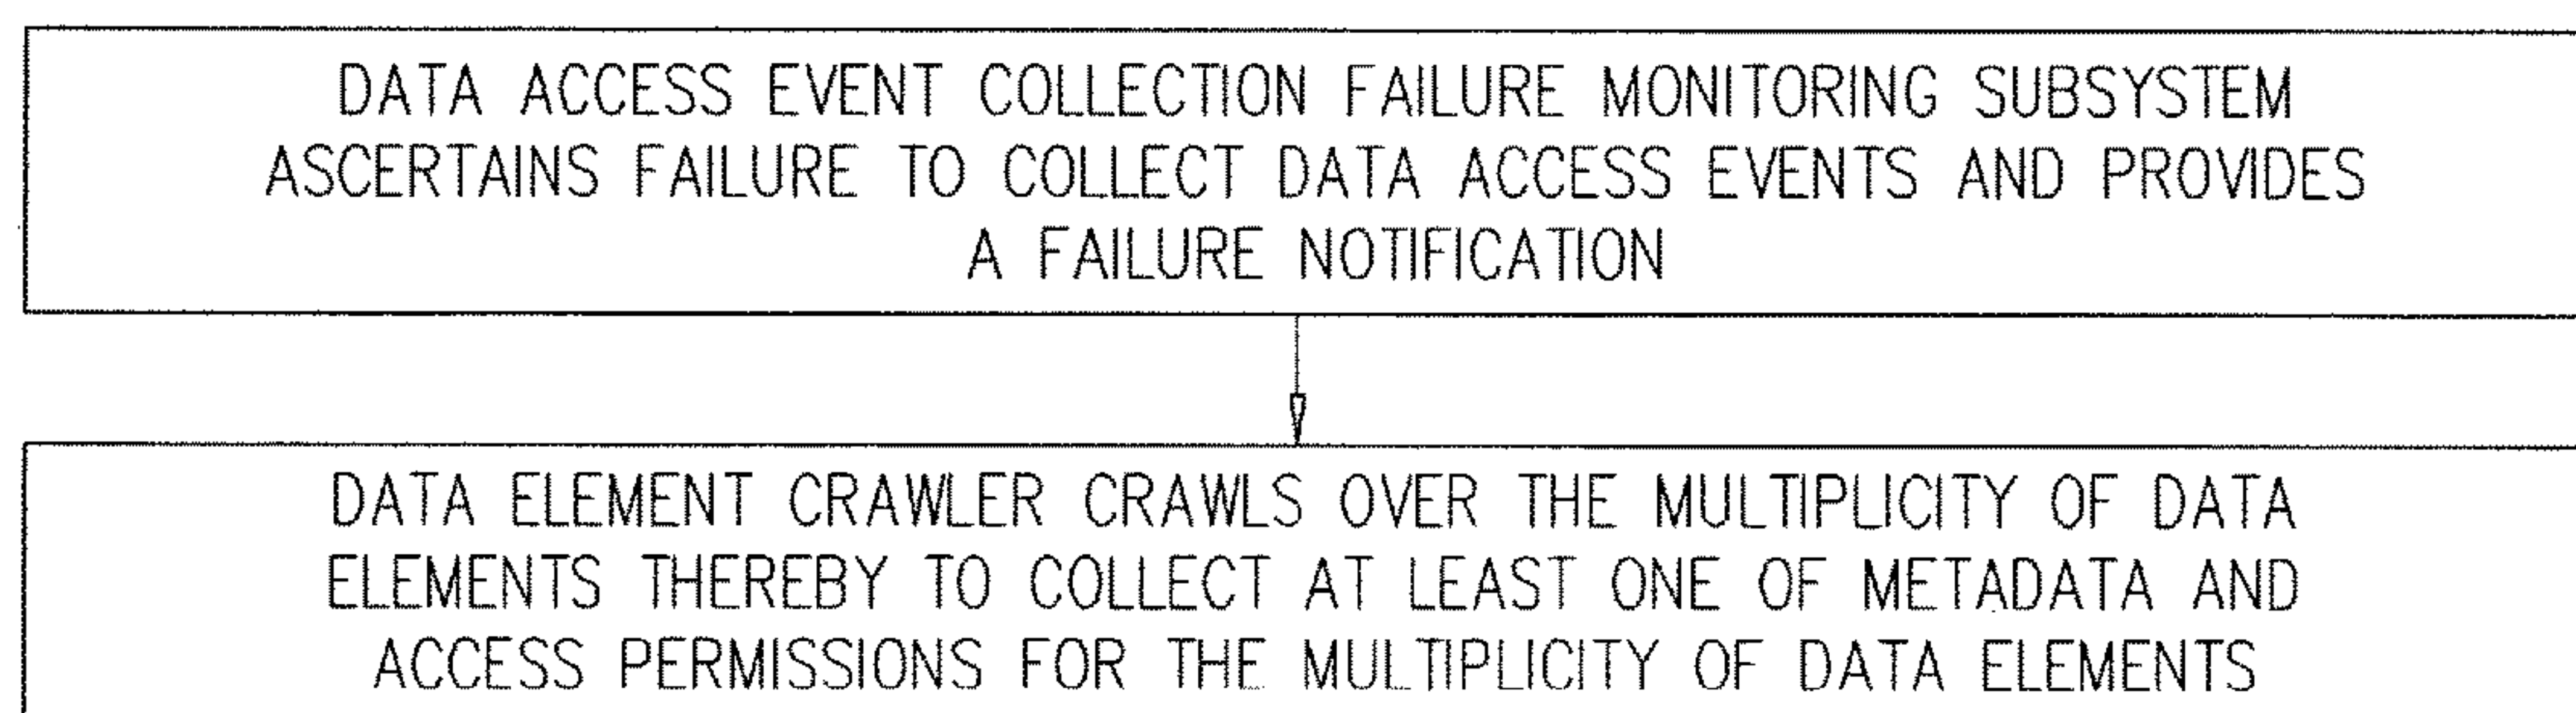 DATA ACCESS EVENT COLLECTION FAILURE MONITORING SUBSYSTEM
ASCERTAINS FAILURE TO COLLECT DATA ACCESS EVENTS AND PROVIDES
A FAILURE NOTIFICATION
DATA ELEMENT CRAWLER CRAWLS OVER THE MULTIPLICITY OF DATA
ELEMENTS THEREBY TO COLLECT AT LEAST ONE OF METADATA AND
ACCESS PERMISSIONS FOR THE MULTIPLICITY OF DATA ELEMENTS